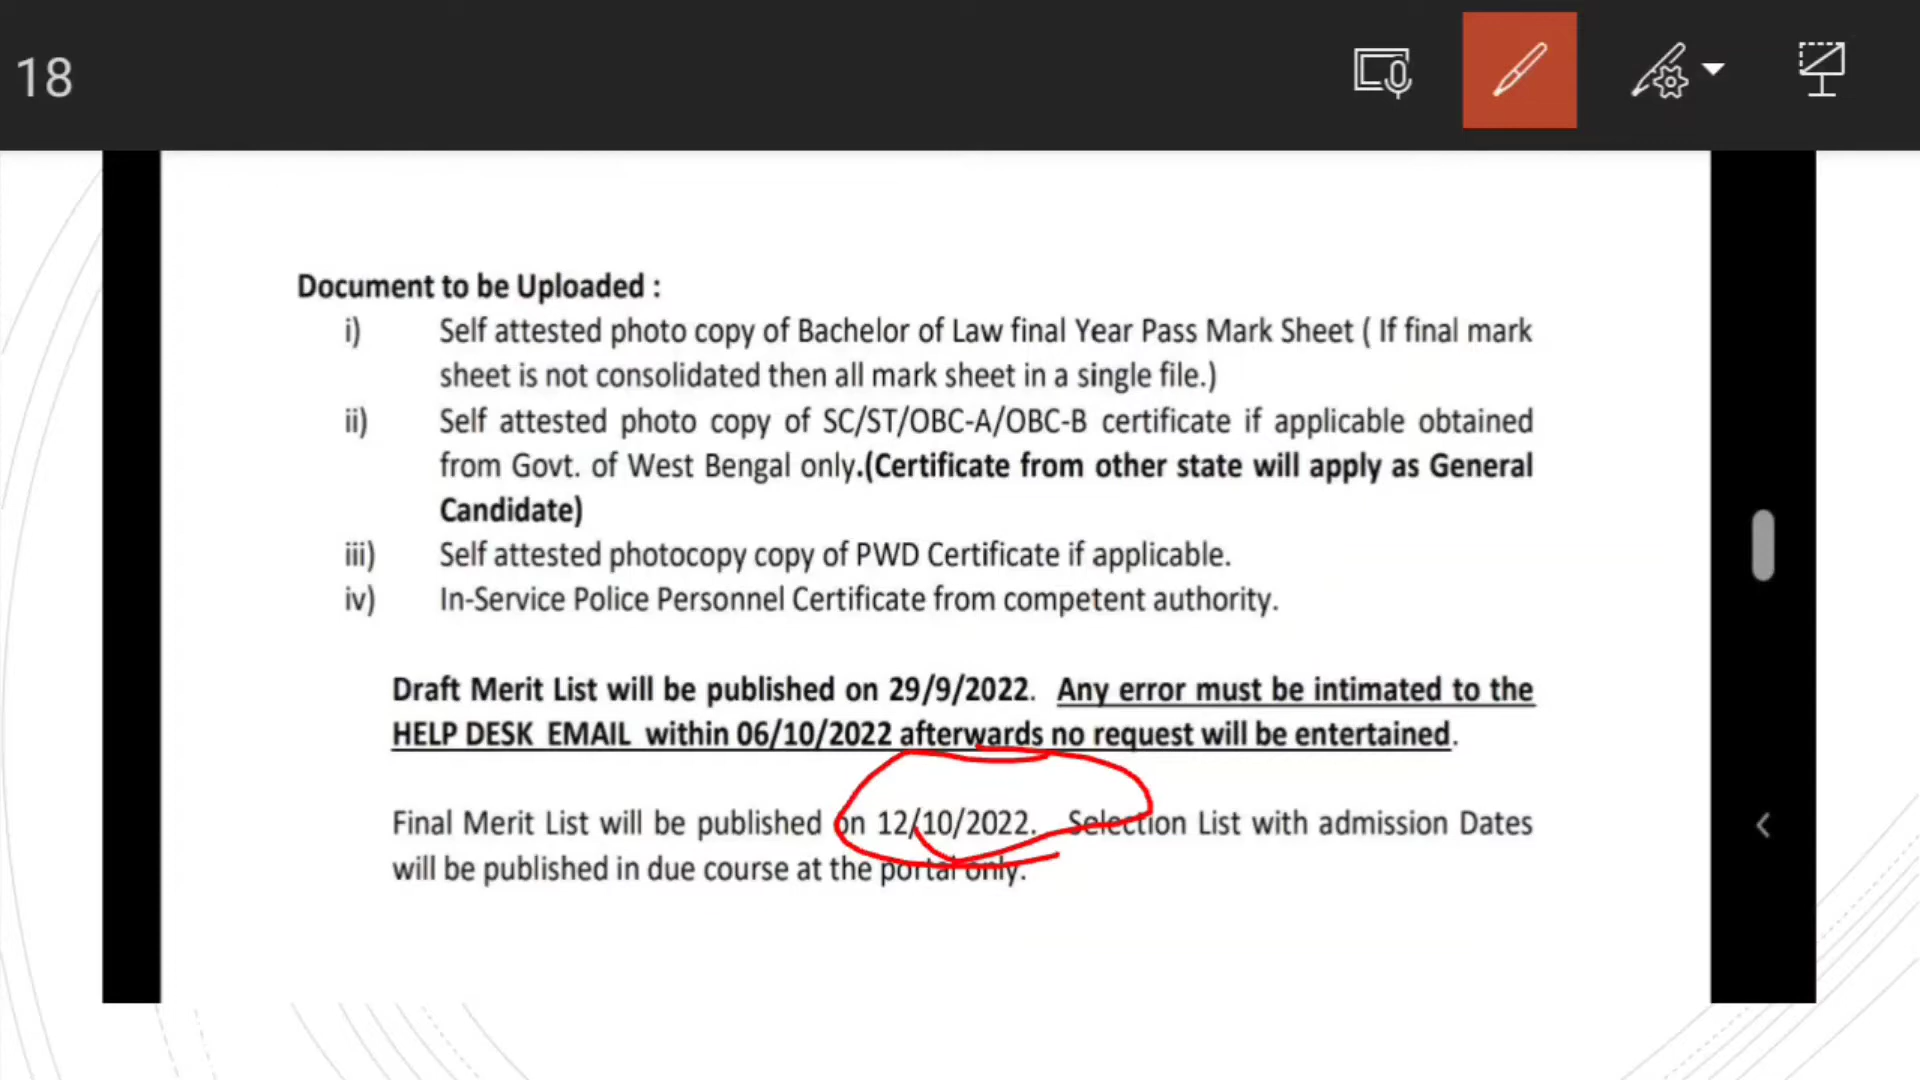 18
Document to be Uploaded :
i) Self attested photo copy of Bachelor of Law final Year Pass Mark Sheet ( If final mark
sheet is not consolidated then all mark sheet in a single file.)
ii) Self attested photo copy of SC/ST/OBC-A/OBC-B certificate if applicable obtained
from Govt. of West Bengal only.(Certificate from other state will apply as General
Candidate)
iii) Self attested photocopy copy of PWD Certificate if applicable.
iv) In-Service Police Personnel Certificate from competent authority.
Draft Merit List will be published on 29/9/2022. Any error must be intimated to the
HELP DESK EMAIL within 06/10/2022 afterwards no request will be entertained.
Final Merit List will be published on 12/10/2022. Selection List with admission Dates
will be published in due course at the portal only.